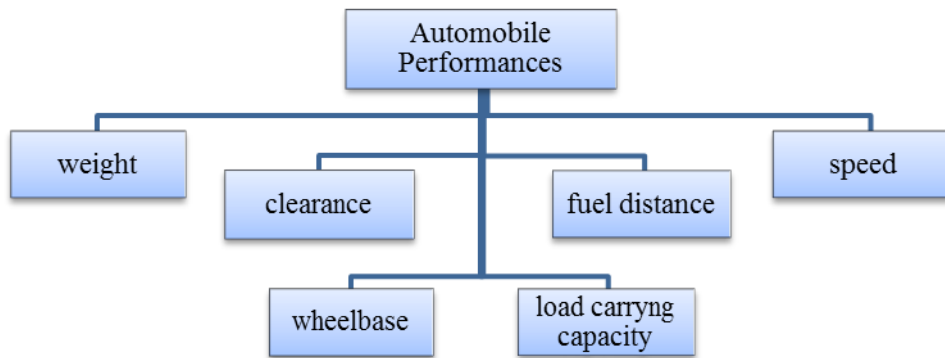 Automobile
Performances
weight
speed
clearance
fuel distance
wheelbase
load carryng
capacity